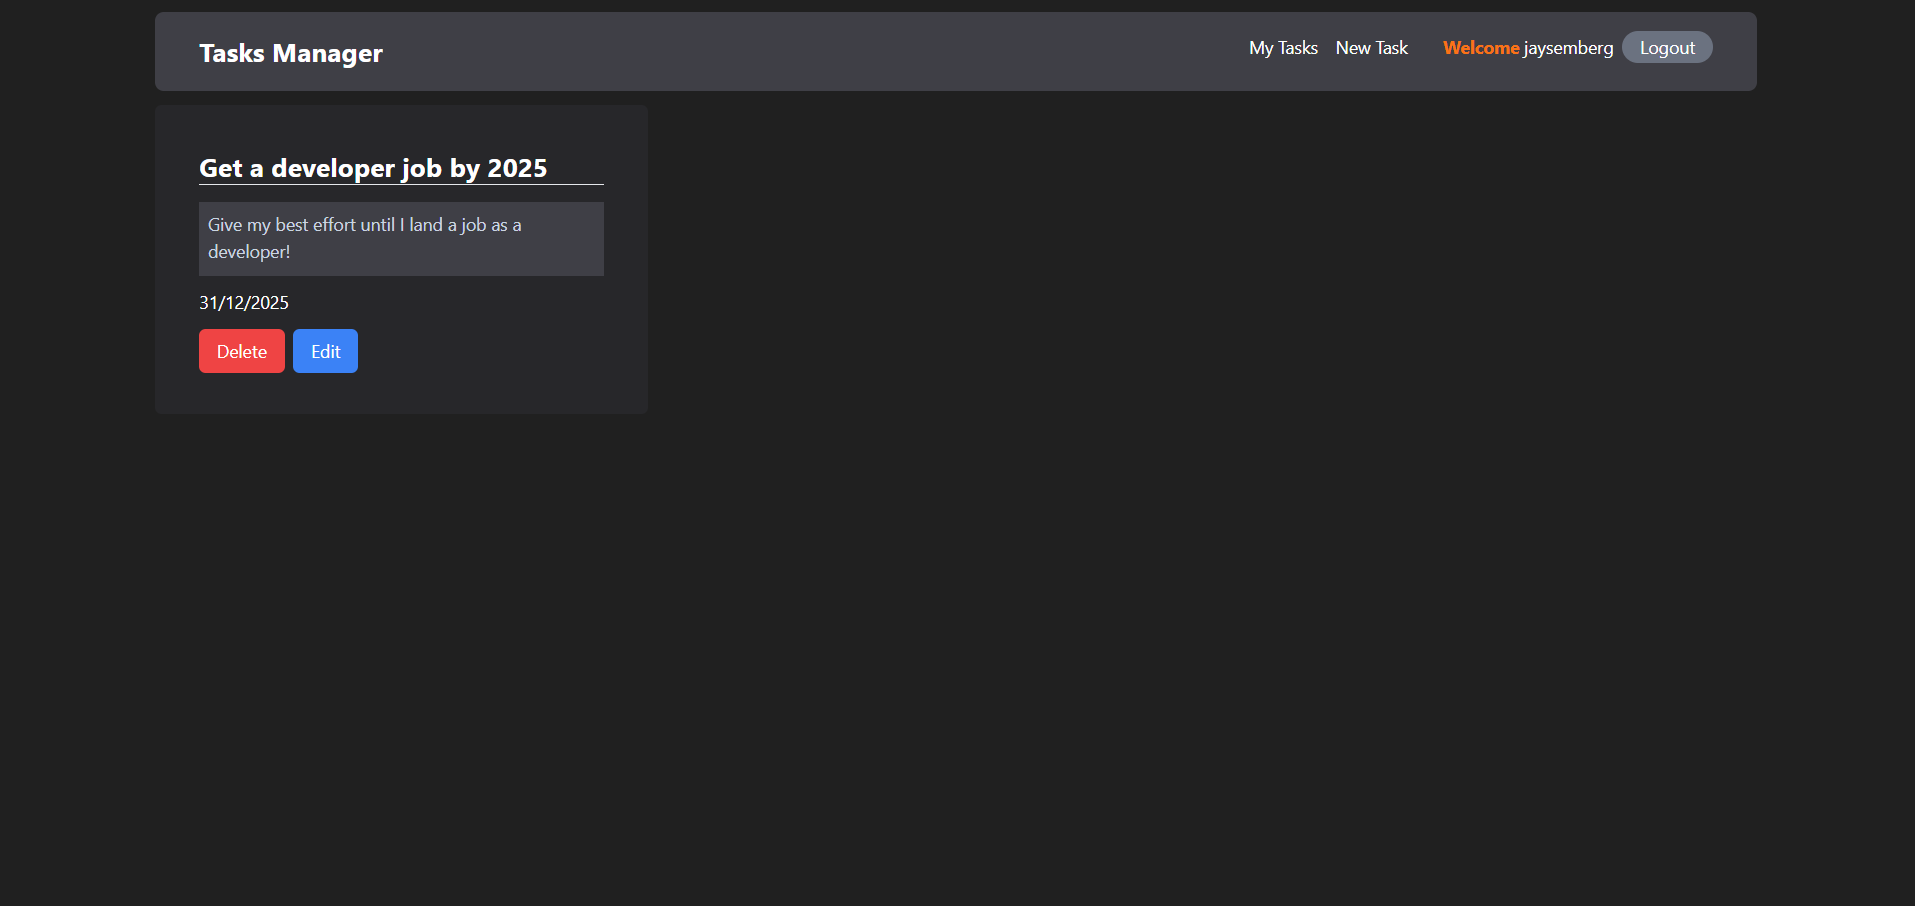 Tasks Manager
My Tasks New Task Welcome jaysemberg Logout
Get a developer job by 2025
Give my best effort until I land a job as a
developer!
31/12/2025
Delete Edit